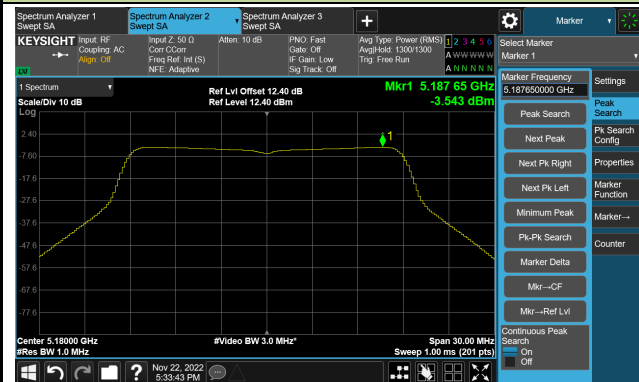 Spectrum Analyzer 1
Swept SA
Spectrum Analyzer 2
Swept SA
Spectrum Analyzer 3
Swept SA
Marker
KEYSIGHT
Input: RF
Coupling: AC
Align: Off
Input Z: 50 Ω
Corr CCorr
Freq Ref: Int (S)
NFE: Adaptive
Atten: 10 dB
PNO: Fast
Gate: Off
IF Gain: Low
Sig Track: Off
Avg Type: Power (RMS)
Avg|Hold: 1300/1300
Trig: Free Run
1 2 3 4 5 6
A W W W W W
A N N N N N
Select Marker
Marker 1
1 Spectrum
Scale/Div 10 dB
Log
Ref Lvl Offset 12.40 dB
Ref Level 12.40 dBm
Mkr1 5.187 65 GHz
-3.543 dBm
1
2.40
-7.60
-17.6
-27.6
-37.6
-47.6
-57.6
-67.6
-77.6
Center 5.18000 GHz
#Res BW 1.0 MHz
#Video BW 3.0 MHz*
Span 30.00 MHz
Sweep 1.00 ms (201 pts)
Marker Frequency
5.187650000 GHz
Peak Search
Next Peak
Next Pk Right
Next Pk Left
Minimum Peak
Pk-Pk Search
Marker Delta
Mkr→CF
Mkr→Ref Lvl
Continuous Peak
Search
On
Off
Settings
Peak
Search
Pk Search
Config
Properties
Marker
Function
Marker→
Counter
?
Nov 22, 2022
5:33:43 PM